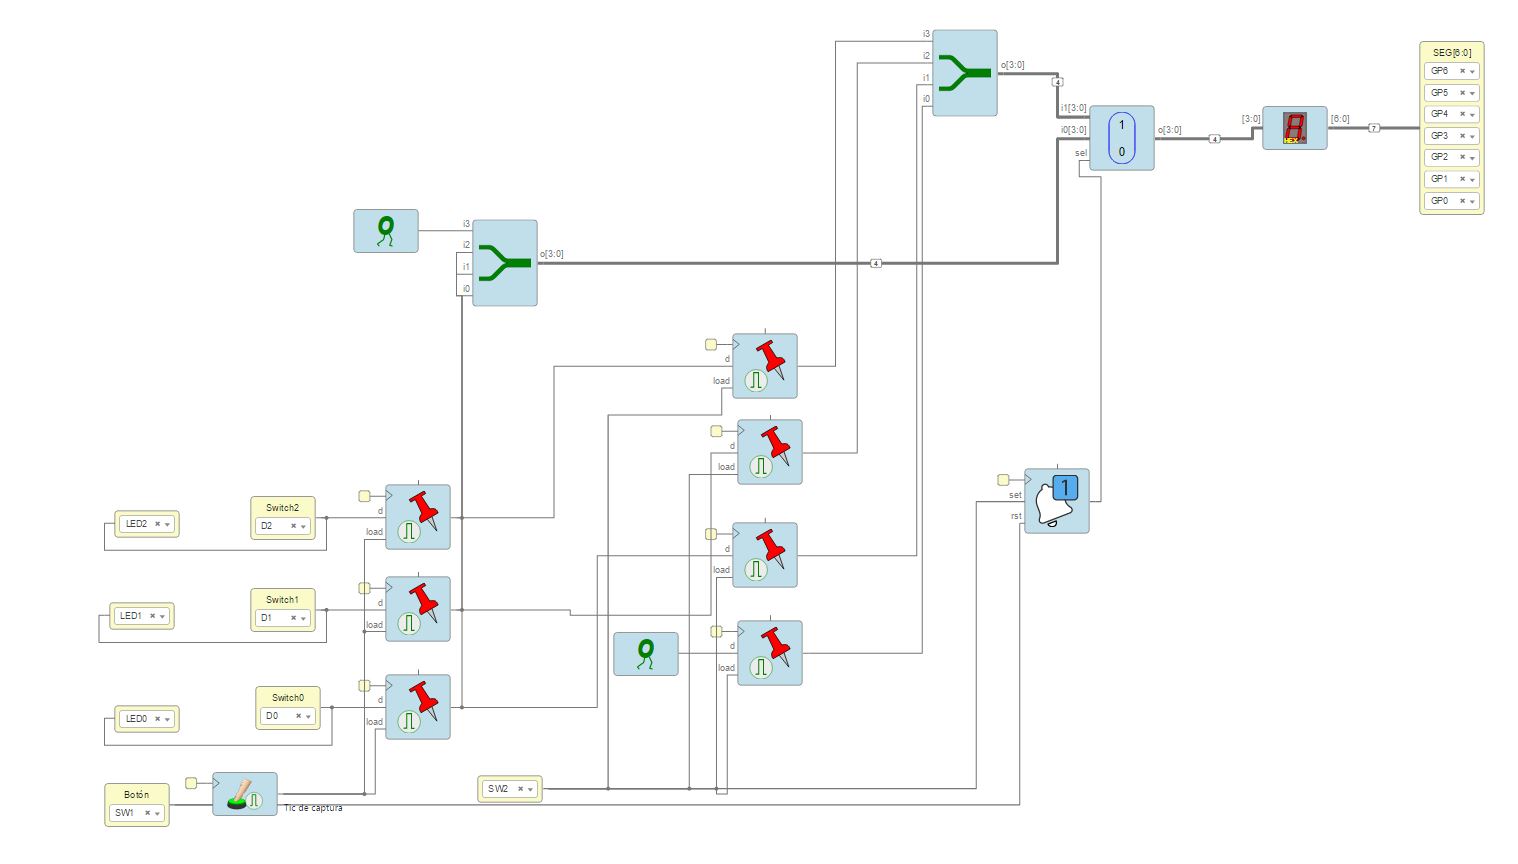 i3
i2
i1
i0
o[3:0]
4
i1[3:0]
i0[3:0]
sel
1
0
o[3:0]
4
[3:0]
HEX
[6:0]
7
SEG[6:0]
GP6
GP5
GP4
GP3
GP2
GP1
GP0
0
i3
i2
i1
i0
o[3:0]
4
d
load
d
load
d
load
0
d
load
set
rst
1
LED2
Switch2
D2
d
load
LED1
Switch1
D1
d
load
LED0
Switch0
D0
d
load
Botón
SW1
Tic de captura
SW2